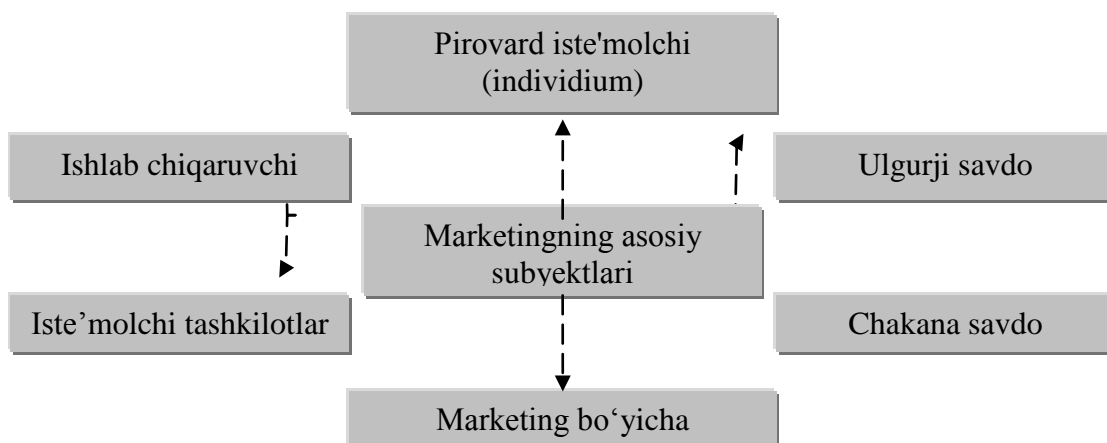 Pirovard iste'molchi
(individium)
Ishlab chiqaruvchi
Ulgurji savdo
Marketingning asosiy
subyektlari
Iste’molchi tashkilotlar
Chakana savdo
Marketing bo‘yicha